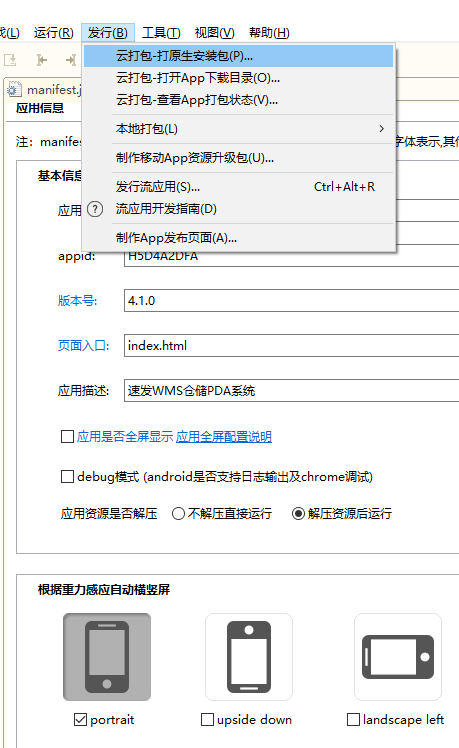 运行(R) 发行(B) 工具(T) 视图(V) 帮助(H)
云打包-打原生安装包(P)...
云打包-打开App下载目录(O)...
manifest.j
云打包-查看App打包状态(V)...
应用信息
本地打包(L)
注：manifes
字体表示,其
制作移动App资源升级包(U)...
基本信息
发行流应用(S)... Ctrl+Alt+R
应用
流应用开发指南(D)
制作App发布页面(A)...
appid: H5D4A2DFA
版本号: 4.1.0
页面入口: index.html
应用描述: 速发WMS仓储PDA系统
应用是否全屏显示 应用全屏配置说明
debug模式 (android是否支持日志输出及chrome调试)
应用资源是否解压 不解压直接运行 解压资源后运行
根据重力感应自动横竖屏
portrait upside down landscape left